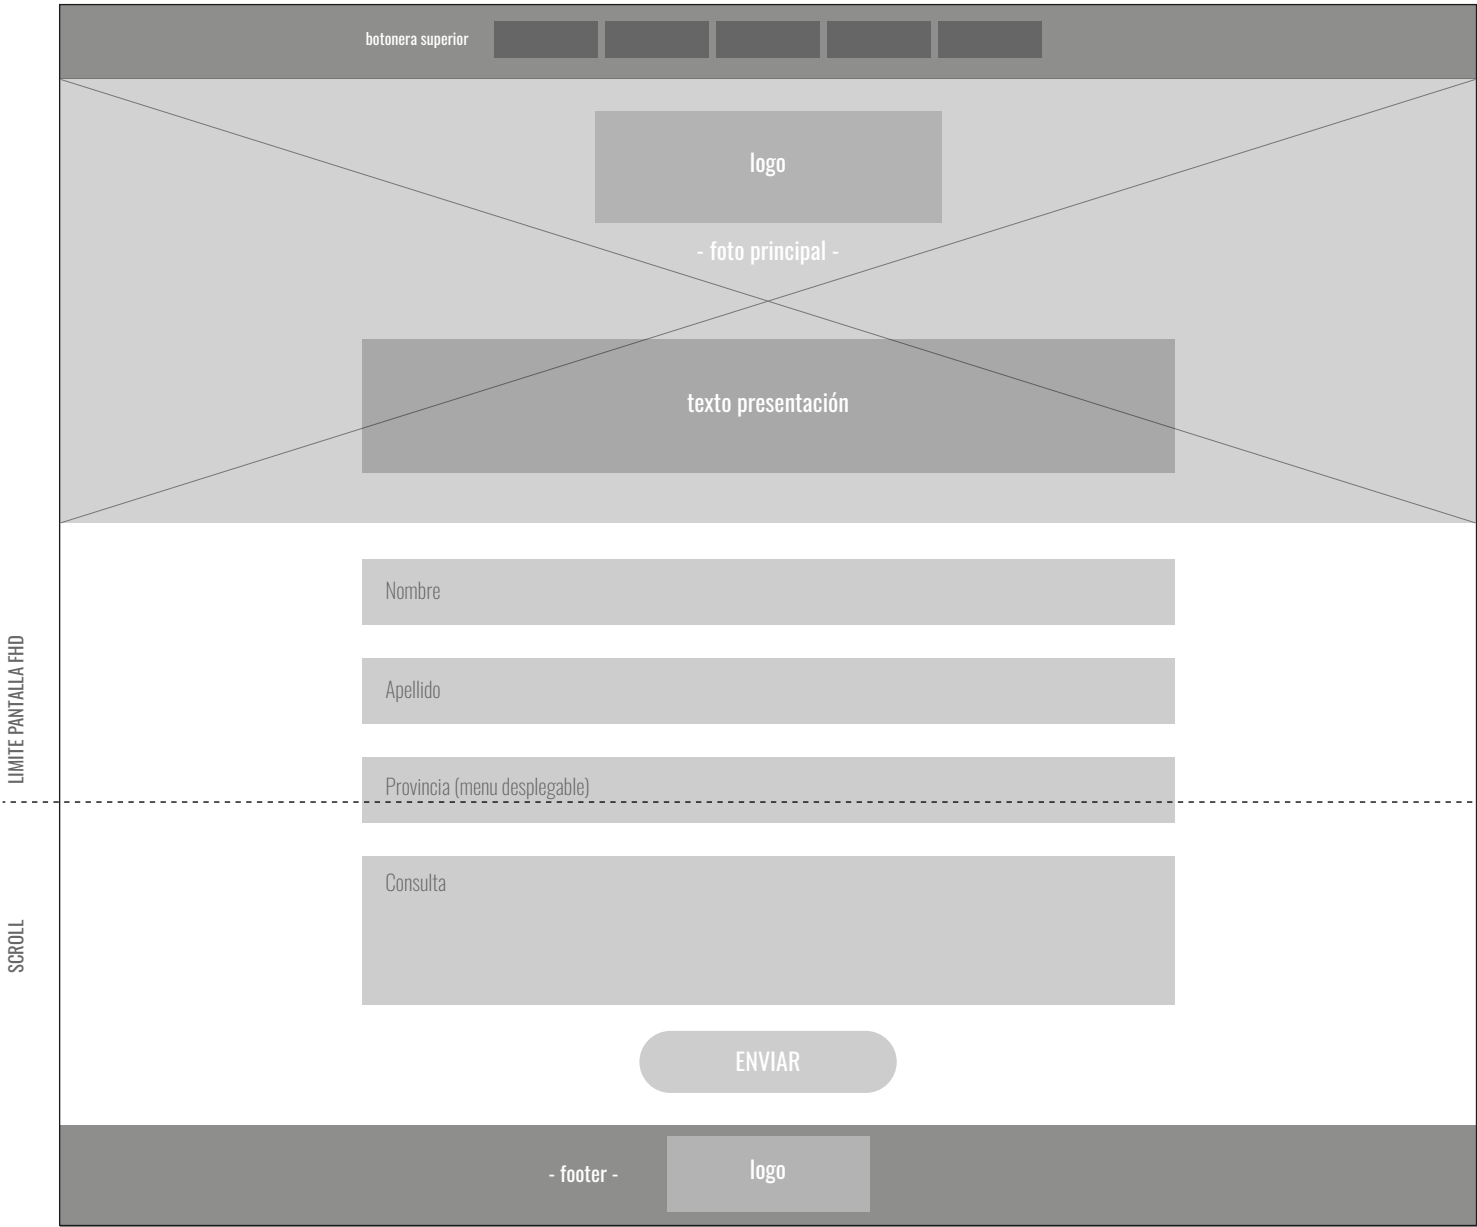 botonera superior
logo
- foto principal -
texto presentación
Nombre
Apellido
LIMITE PANTALLA FHD
Provincia (menu desplegable)
Consulta
SCROLL
ENVIAR
- footer -
logo